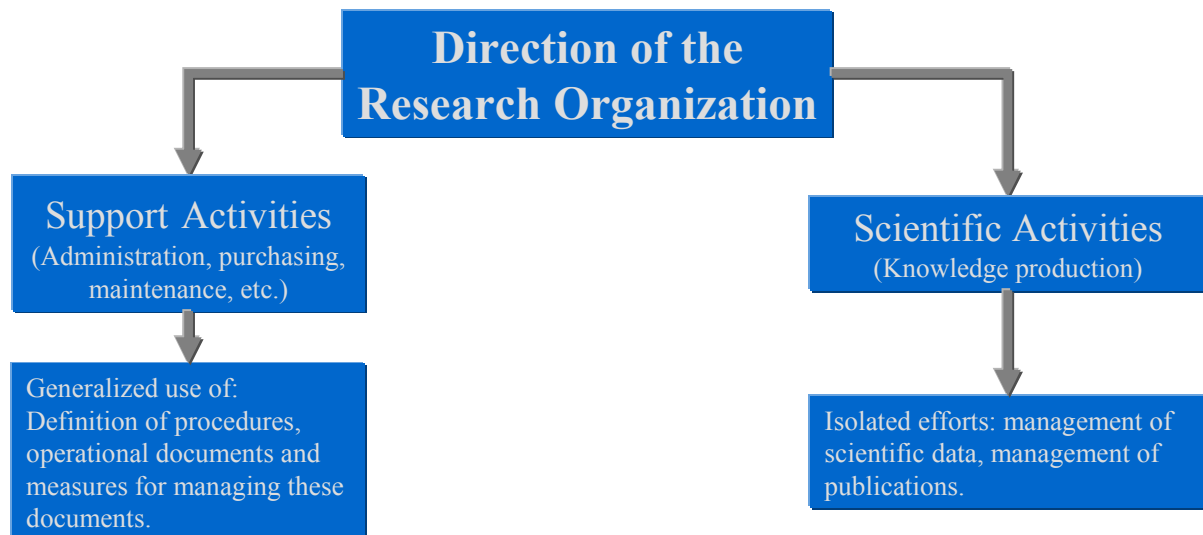 Direction of the
Research Organization
Support Activities
(Administration, purchasing,
maintenance, etc.)
Scientific Activities
(Knowledge production)
Generalized use of:
Definition of procedures,
operational documents and
measures for managing these
documents.
Isolated efforts: management of
scientific data, management of
publications.